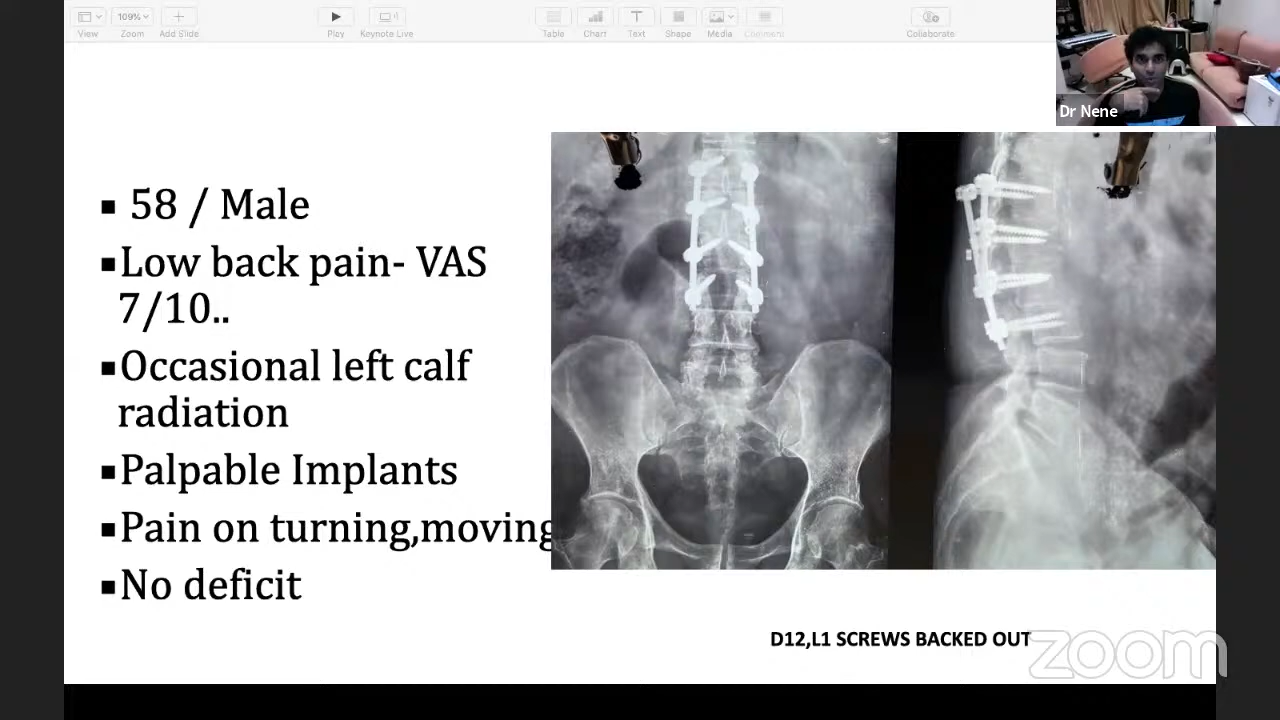 109%
View
Zoom
Add Slide
Play
Keynote Live
Table
Chart
Text
Shape
Media
Comment
Collaborate
Dr Nene
58 / Male
Low back pain- VAS
7/10..
Occasional left calf
radiation
Palpable Implants
Pain on turning,moving
No deficit
D12,L1 SCREWS BACKED OUT
zoom